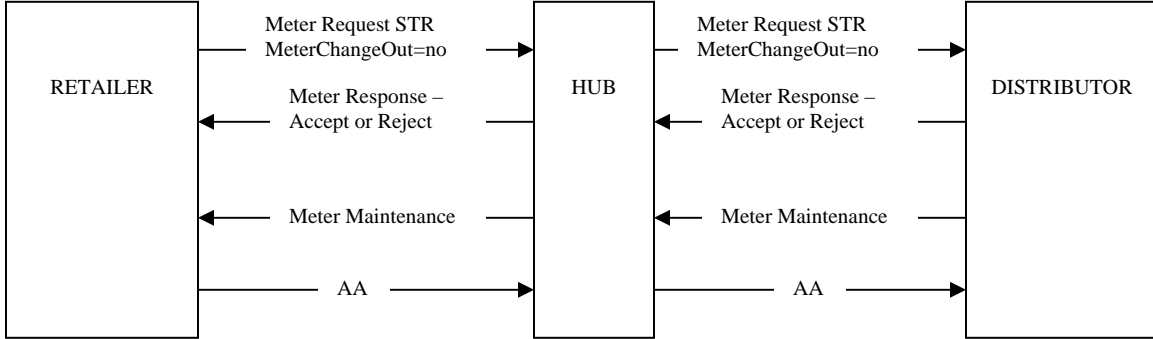 Meter Request STR
MeterChangeOut=no
Meter Request STR
MeterChangeOut=no
RETAILER
HUB
DISTRIBUTOR
Meter Response –
Accept or Reject
Meter Response –
Accept or Reject
Meter Maintenance
Meter Maintenance
AA
AA